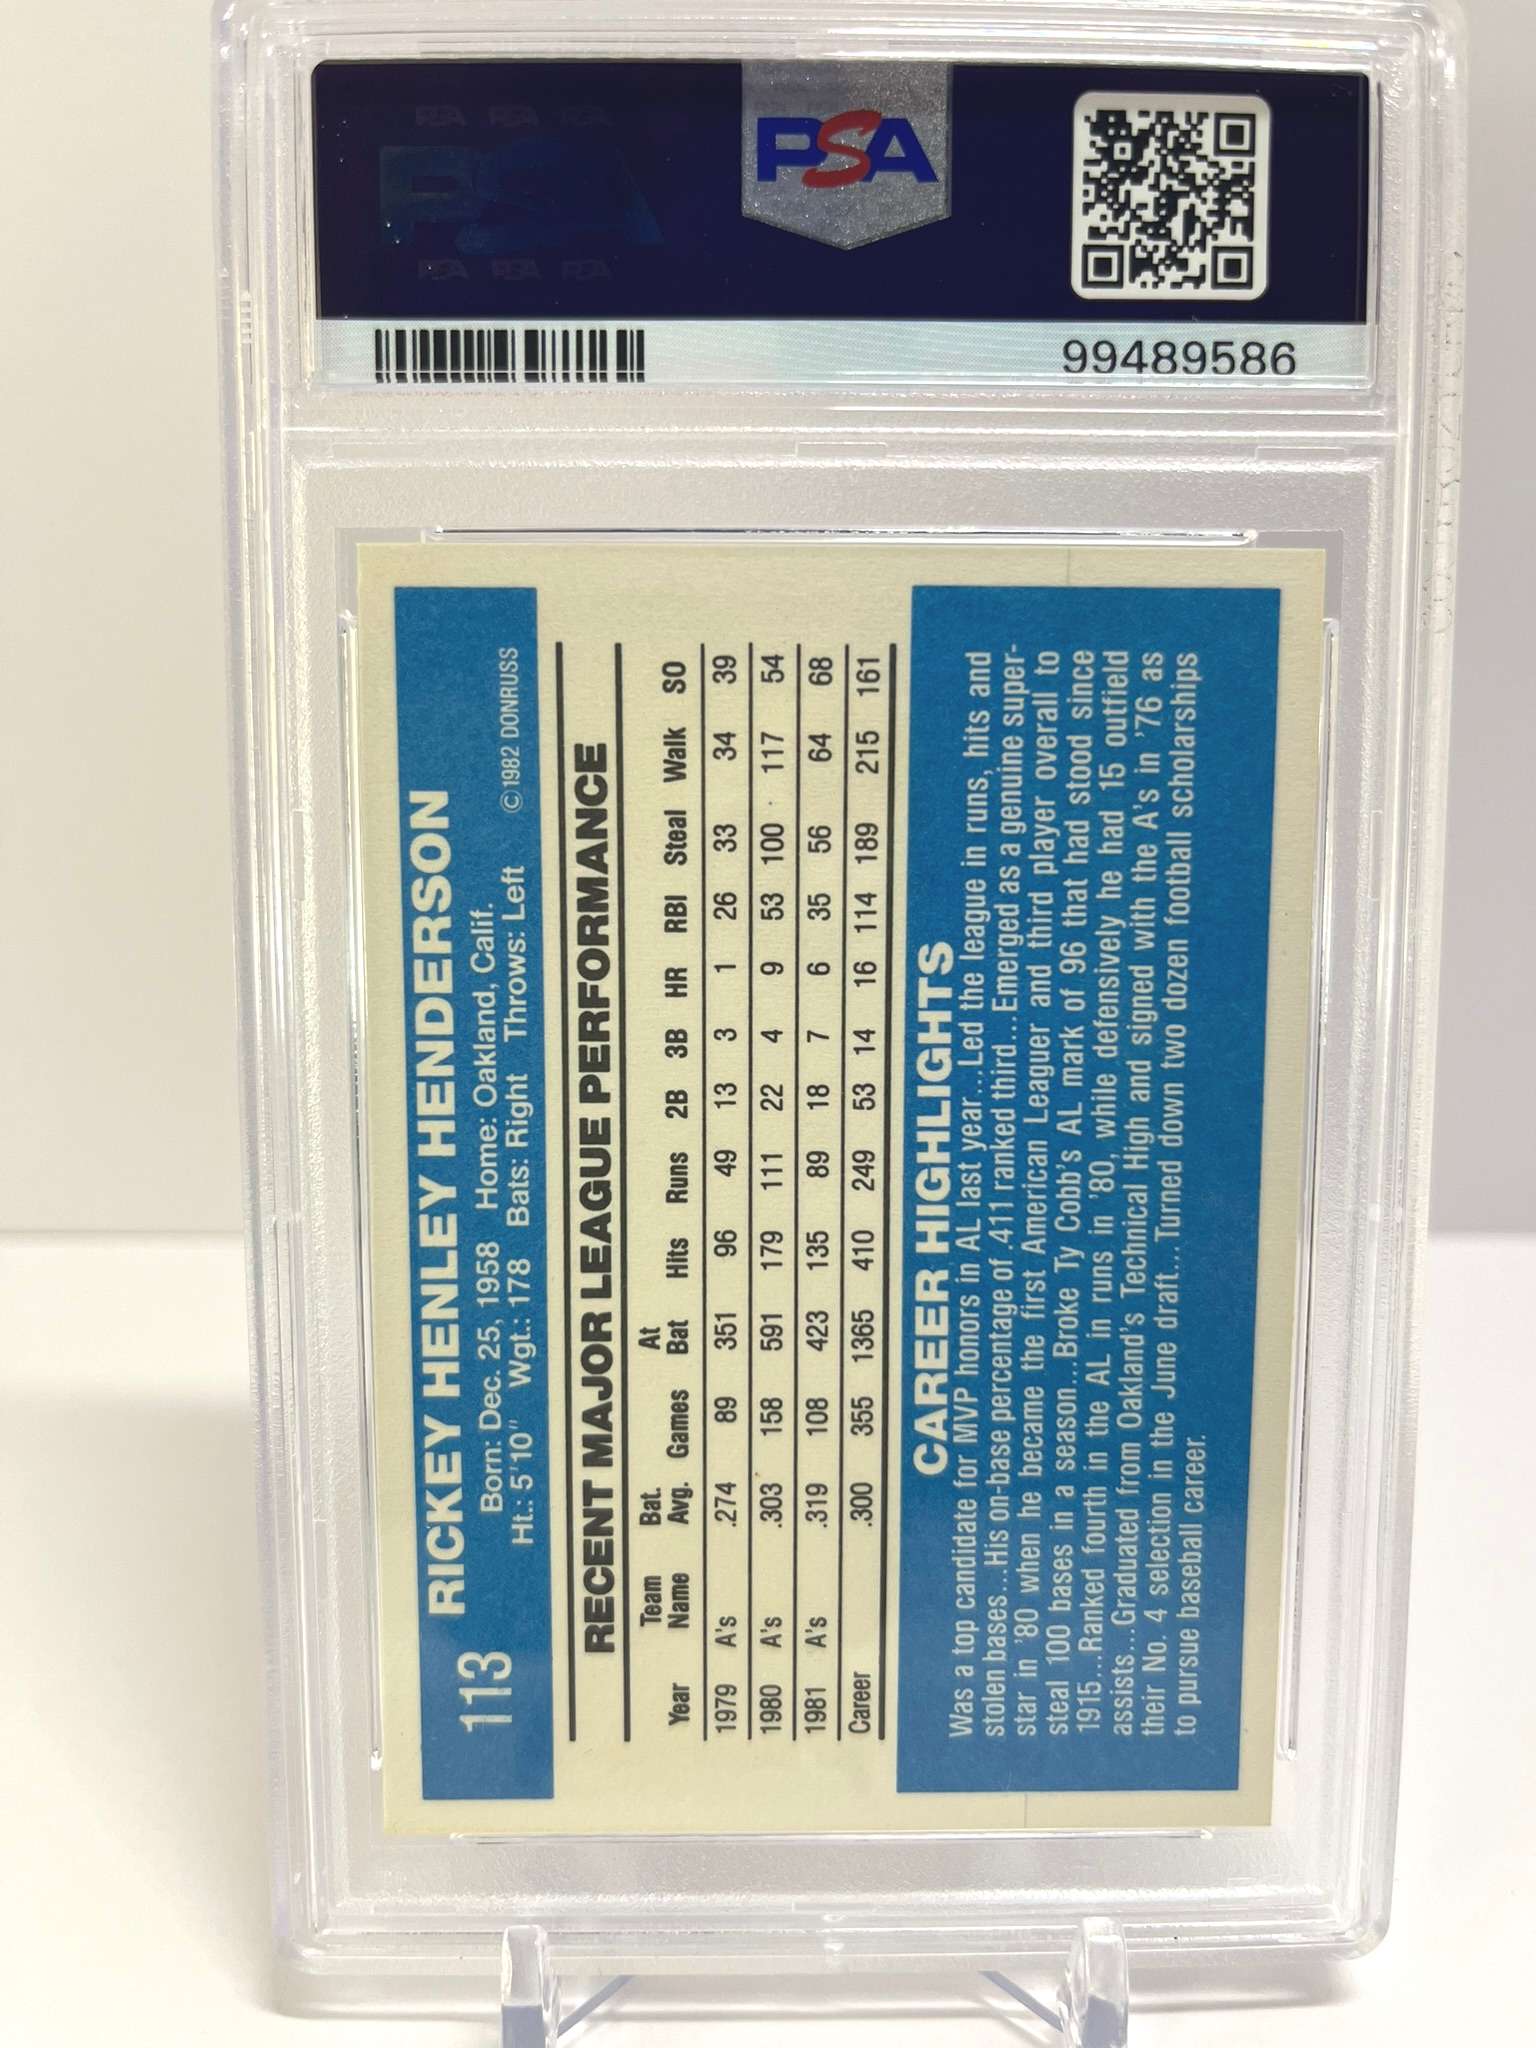 PSA
99489586
113 RICKEY HENLEY HENDERSON
Born: Dec. 25, 1958 Home: Oakland, Calif.
Ht.: 5'10" Wgt.: 178 Bats: Right Throws: Left ©1982 DONRUSS
RECENT MAJOR LEAGUE PERFORMANCE
Year Team Name Bat. Avg. Games At Bat Hits Runs 2B 3B HR RBI Steal Walk SO
1979 A's .274 89 351 96 49 13 3 1 26 33 34 39
1980 A's .303 158 591 179 111 22 4 9 53 100 117 54
1981 A's .319 108 423 135 89 18 7 6 35 56 64 68
Career .300 355 1365 410 249 53 14 16 114 189 215 161
CAREER HIGHLIGHTS
Was a top candidate for MVP honors in AL last year...Led the league in runs, hits and
stolen bases...His on-base percentage of .411 ranked third...Emerged as a genuine super-
star in '80 when he became the first American Leaguer and third player overall to
steal 100 bases in a season...Broke Ty Cobb's AL mark of 96 that had stood since
1915...Ranked fourth in the AL in runs in '80, while defensively he had 15 outfield
assists...Graduated from Oakland's Technical High and signed with the A's in '76 as
their No. 4 selection in the June draft...Turned down two dozen football scholarships
to pursue baseball career.